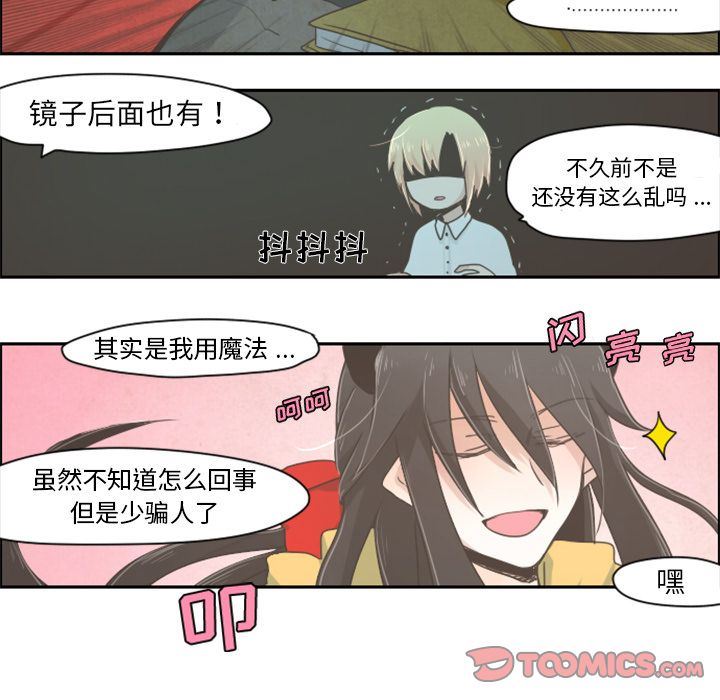 ..................
镜子后面也有！
不久前不是
还没有这么乱吗 ...
抖抖抖
闪亮亮
其实是我用魔法 ...
呵呵
虽然不知道怎么回事
但是少骗人了
嘿
叩
TOOMICS.COM